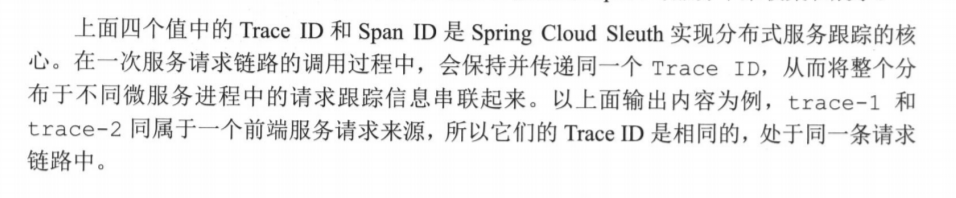 上面四个值中的 Trace ID 和 Span ID 是 Spring Cloud Sleuth 实现分布式服务跟踪的核
心。在一次服务请求链路的调用过程中，会保持并传递同一个 Trace ID，从而将整个分
布于不同微服务进程中的请求跟踪信息串联起来。以上面输出内容为例，trace-1 和
trace-2 同属于一个前端服务请求来源，所以它们的 Trace ID 是相同的，处于同一条请求
链路中。